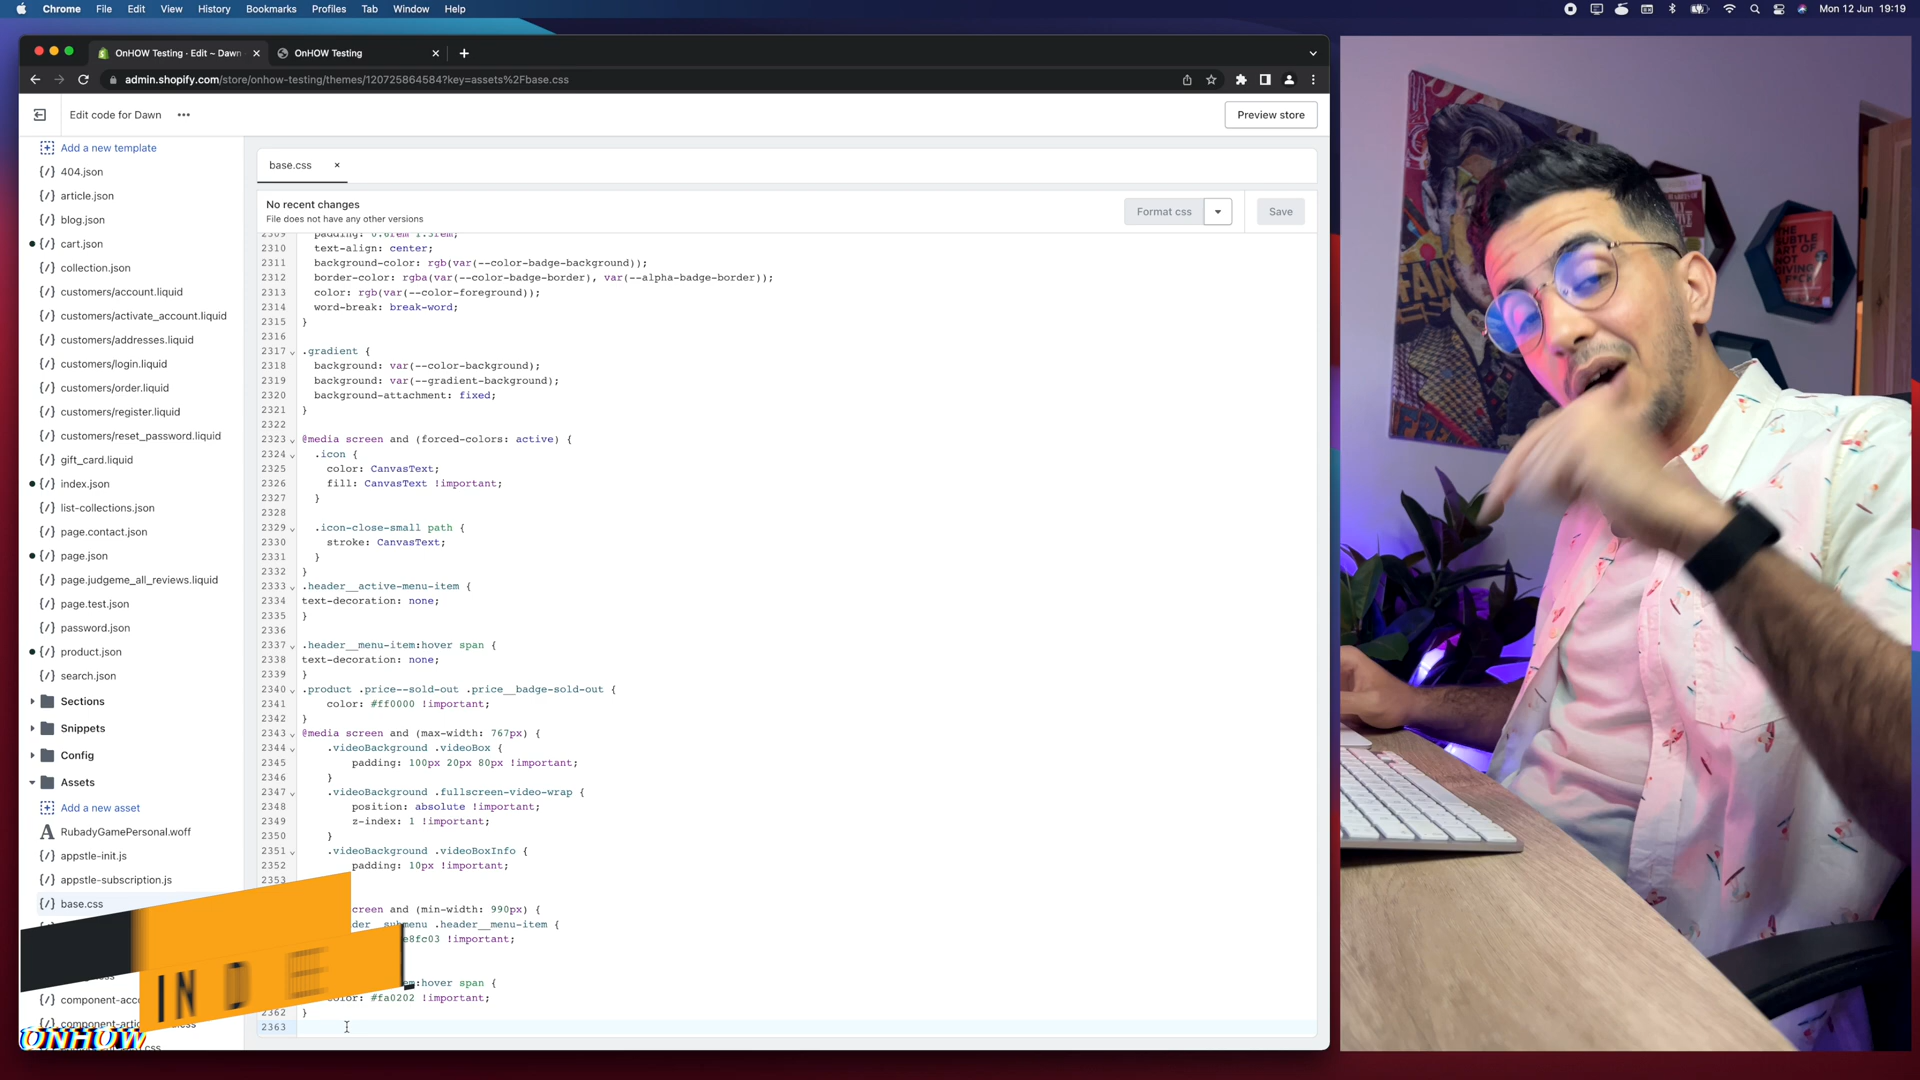 Chrome File Edit View History Bookmarks Profiles Tab Window Help Mon 12 Jun 19:19
OnHOW Testing · Edit ~ Dawn
OnHOW Testing
admin.shopify.com/store/onhow-testing/themes/120725864584?key=assets%2Fbase.css
Edit code for Dawn
Preview store
Add a new template
{/} 404.json
{/} article.json
{/} blog.json
{/} cart.json
{/} collection.json
{/} customers/account.liquid
{/} customers/activate_account.liquid
{/} customers/addresses.liquid
{/} customers/login.liquid
{/} customers/order.liquid
{/} customers/register.liquid
{/} customers/reset_password.liquid
{/} gift_card.liquid
{/} index.json
{/} list-collections.json
{/} page.contact.json
{/} page.json
{/} page.judgeme_all_reviews.liquid
{/} page.test.json
{/} password.json
{/} product.json
{/} search.json
Sections
Snippets
Config
Assets
Add a new asset
RubadyGamePersonal.woff
{/} appstle-init.js
{/} appstle-subscription.js
{/} base.css
base.css
No recent changes
File does not have any other versions
Format css
Save
2309 padding: 0.6rem 1.3rem;
2310 text-align: center;
2311 background-color: rgb(var(--color-badge-background));
2312 border-color: rgba(var(--color-badge-border), var(--alpha-badge-border));
2313 color: rgb(var(--color-foreground));
2314 word-break: break-word;
2315 }
2316
2317 .gradient {
2318 background: var(--color-background);
2319 background: var(--gradient-background);
2320 background-attachment: fixed;
2321 }
2322
2323 @media screen and (forced-colors: active) {
2324 .icon {
2325 color: CanvasText;
2326 fill: CanvasText !important;
2327 }
2328
2329 .icon-close-small path {
2330 stroke: CanvasText;
2331 }
2332 }
2333 .header__active-menu-item {
2334 text-decoration: none;
2335 }
2336
2337 .header__menu-item:hover span {
2338 text-decoration: none;
2339 }
2340 .product .price--sold-out .price__badge-sold-out {
2341 color: #ff0000 !important;
2342 }
2343 @media screen and (max-width: 767px) {
2344 .videoBackground .videoBox {
2345 padding: 100px 20px 80px !important;
2346 }
2347 .videoBackground .fullscreen-video-wrap {
2348 position: absolute !important;
2349 z-index: 1 !important;
2350 }
2351 .videoBackground .videoBoxInfo {
2352 padding: 10px !important;
2353
and (min-width: 990px) {
.header__menu-item {
e8fc03 !important;
:hover span {
#fa0202 !important;
2362 }
2363
INDE
ONHOW
THE SUBTLE ART OF NOT GIVING